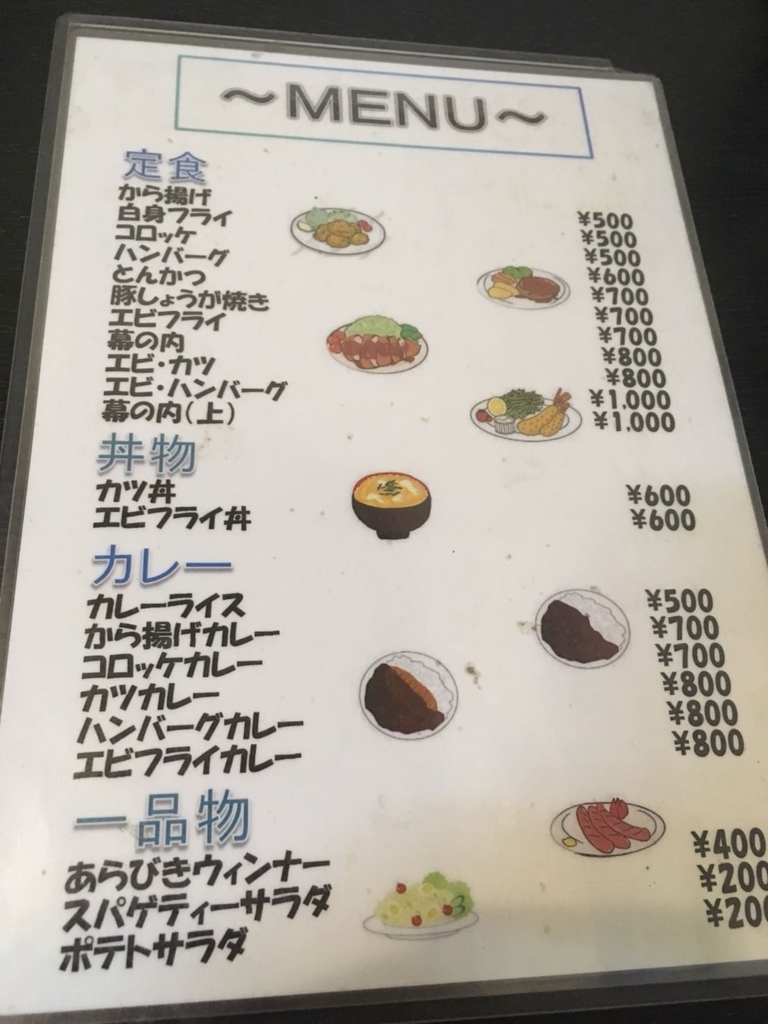 ～MENU～
定食
から揚げ ¥500
白身フライ ¥500
コロッケ ¥500
ハンバーグ ¥600
とんかつ ¥700
豚しょうが焼き ¥700
エビフライ ¥700
幕の内 ¥800
エビ・カツ ¥800
エビ・ハンバーグ ¥1,000
幕の内(上) ¥1,000
丼物
カツ丼 ¥600
エビフライ丼 ¥600
カレー
カレーライス ¥500
から揚げカレー ¥700
コロッケカレー ¥700
カツカレー ¥800
ハンバーグカレー ¥800
エビフライカレー ¥800
一品物
あらびきウィンナー ¥400
スパゲティーサラダ ¥200
ポテトサラダ ¥200